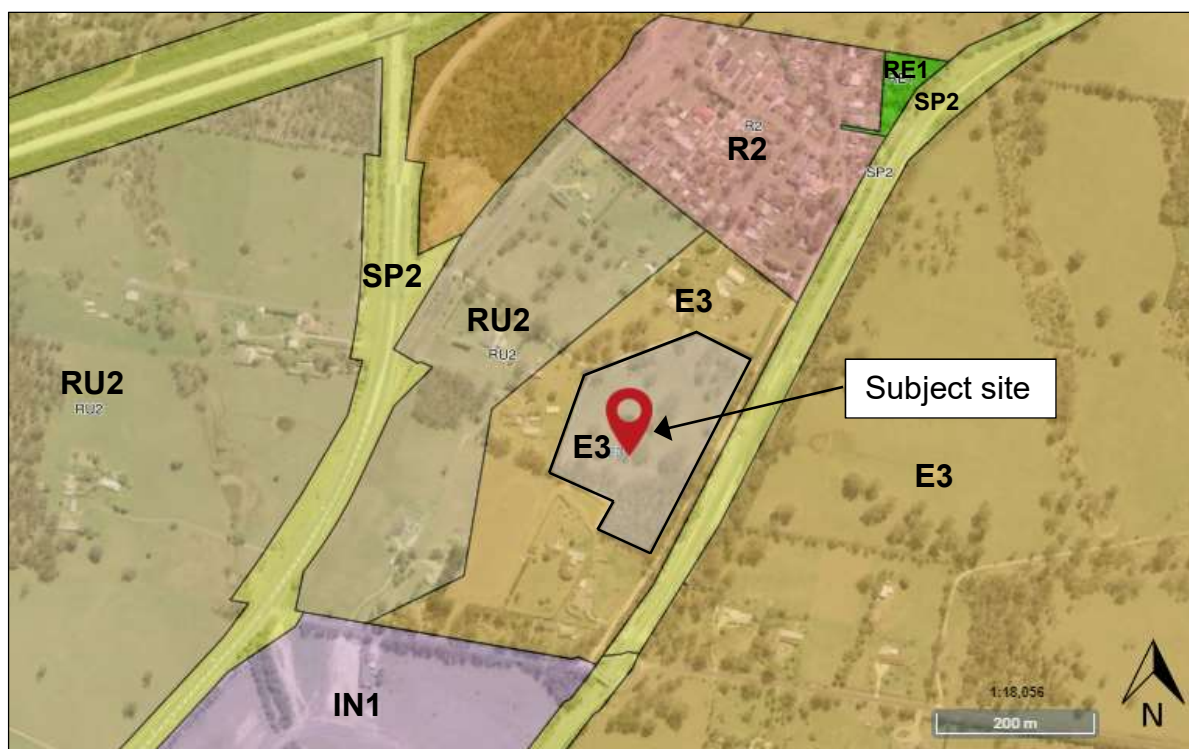 RE1
SP2
R2
R2
SP2
E3
SP2
RU2
RU2
RU2
RU2
Subject site
E3
E3
IN1
1:18,056
200 m
N